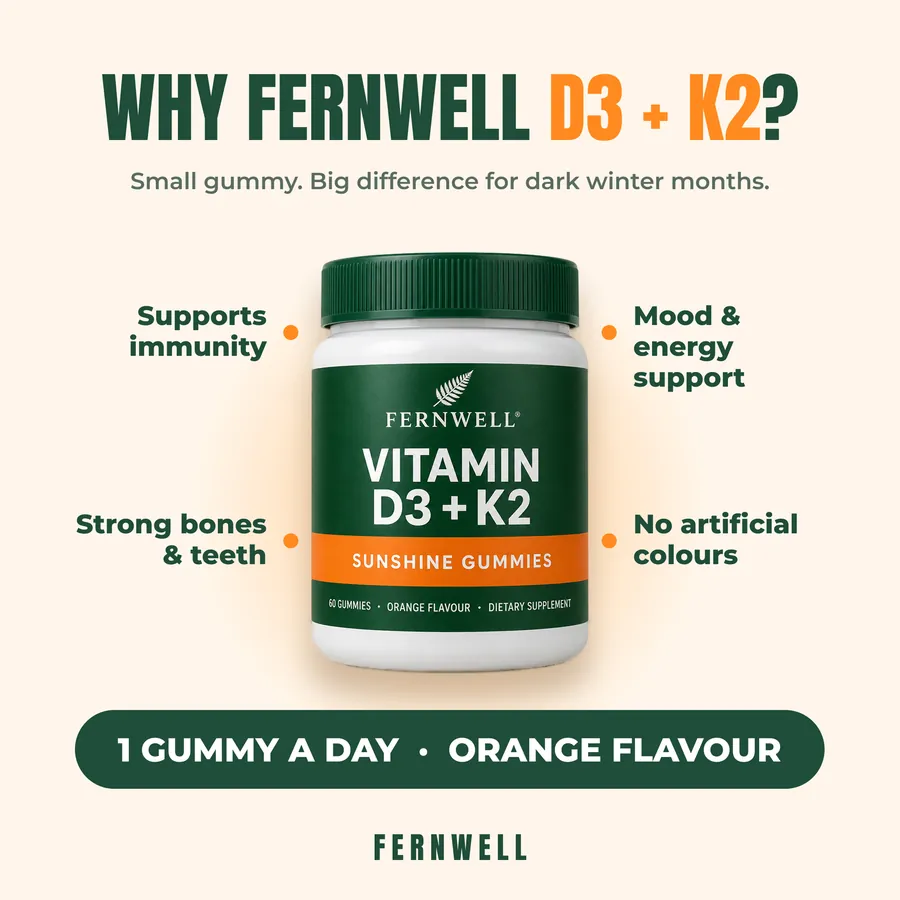 WHY FERNWELL D3 + K2?
Small gummy. Big difference for dark winter months.
Supports
immunity
Mood &
energy
support
Strong bones
& teeth
No artificial
colours
FERNWELL®
VITAMIN
D3 + K2
SUNSHINE GUMMIES
60 GUMMIES • ORANGE FLAVOUR • DIETARY SUPPLEMENT
1 GUMMY A DAY • ORANGE FLAVOUR
FERNWELL